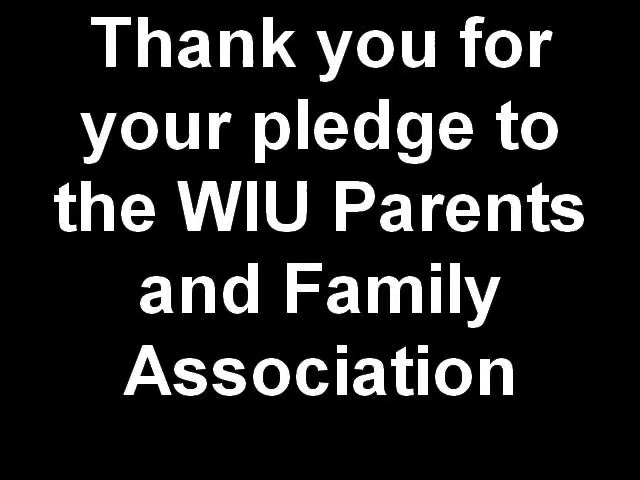 Thank you for
your pledge to
the WIU Parents
and Family
Association